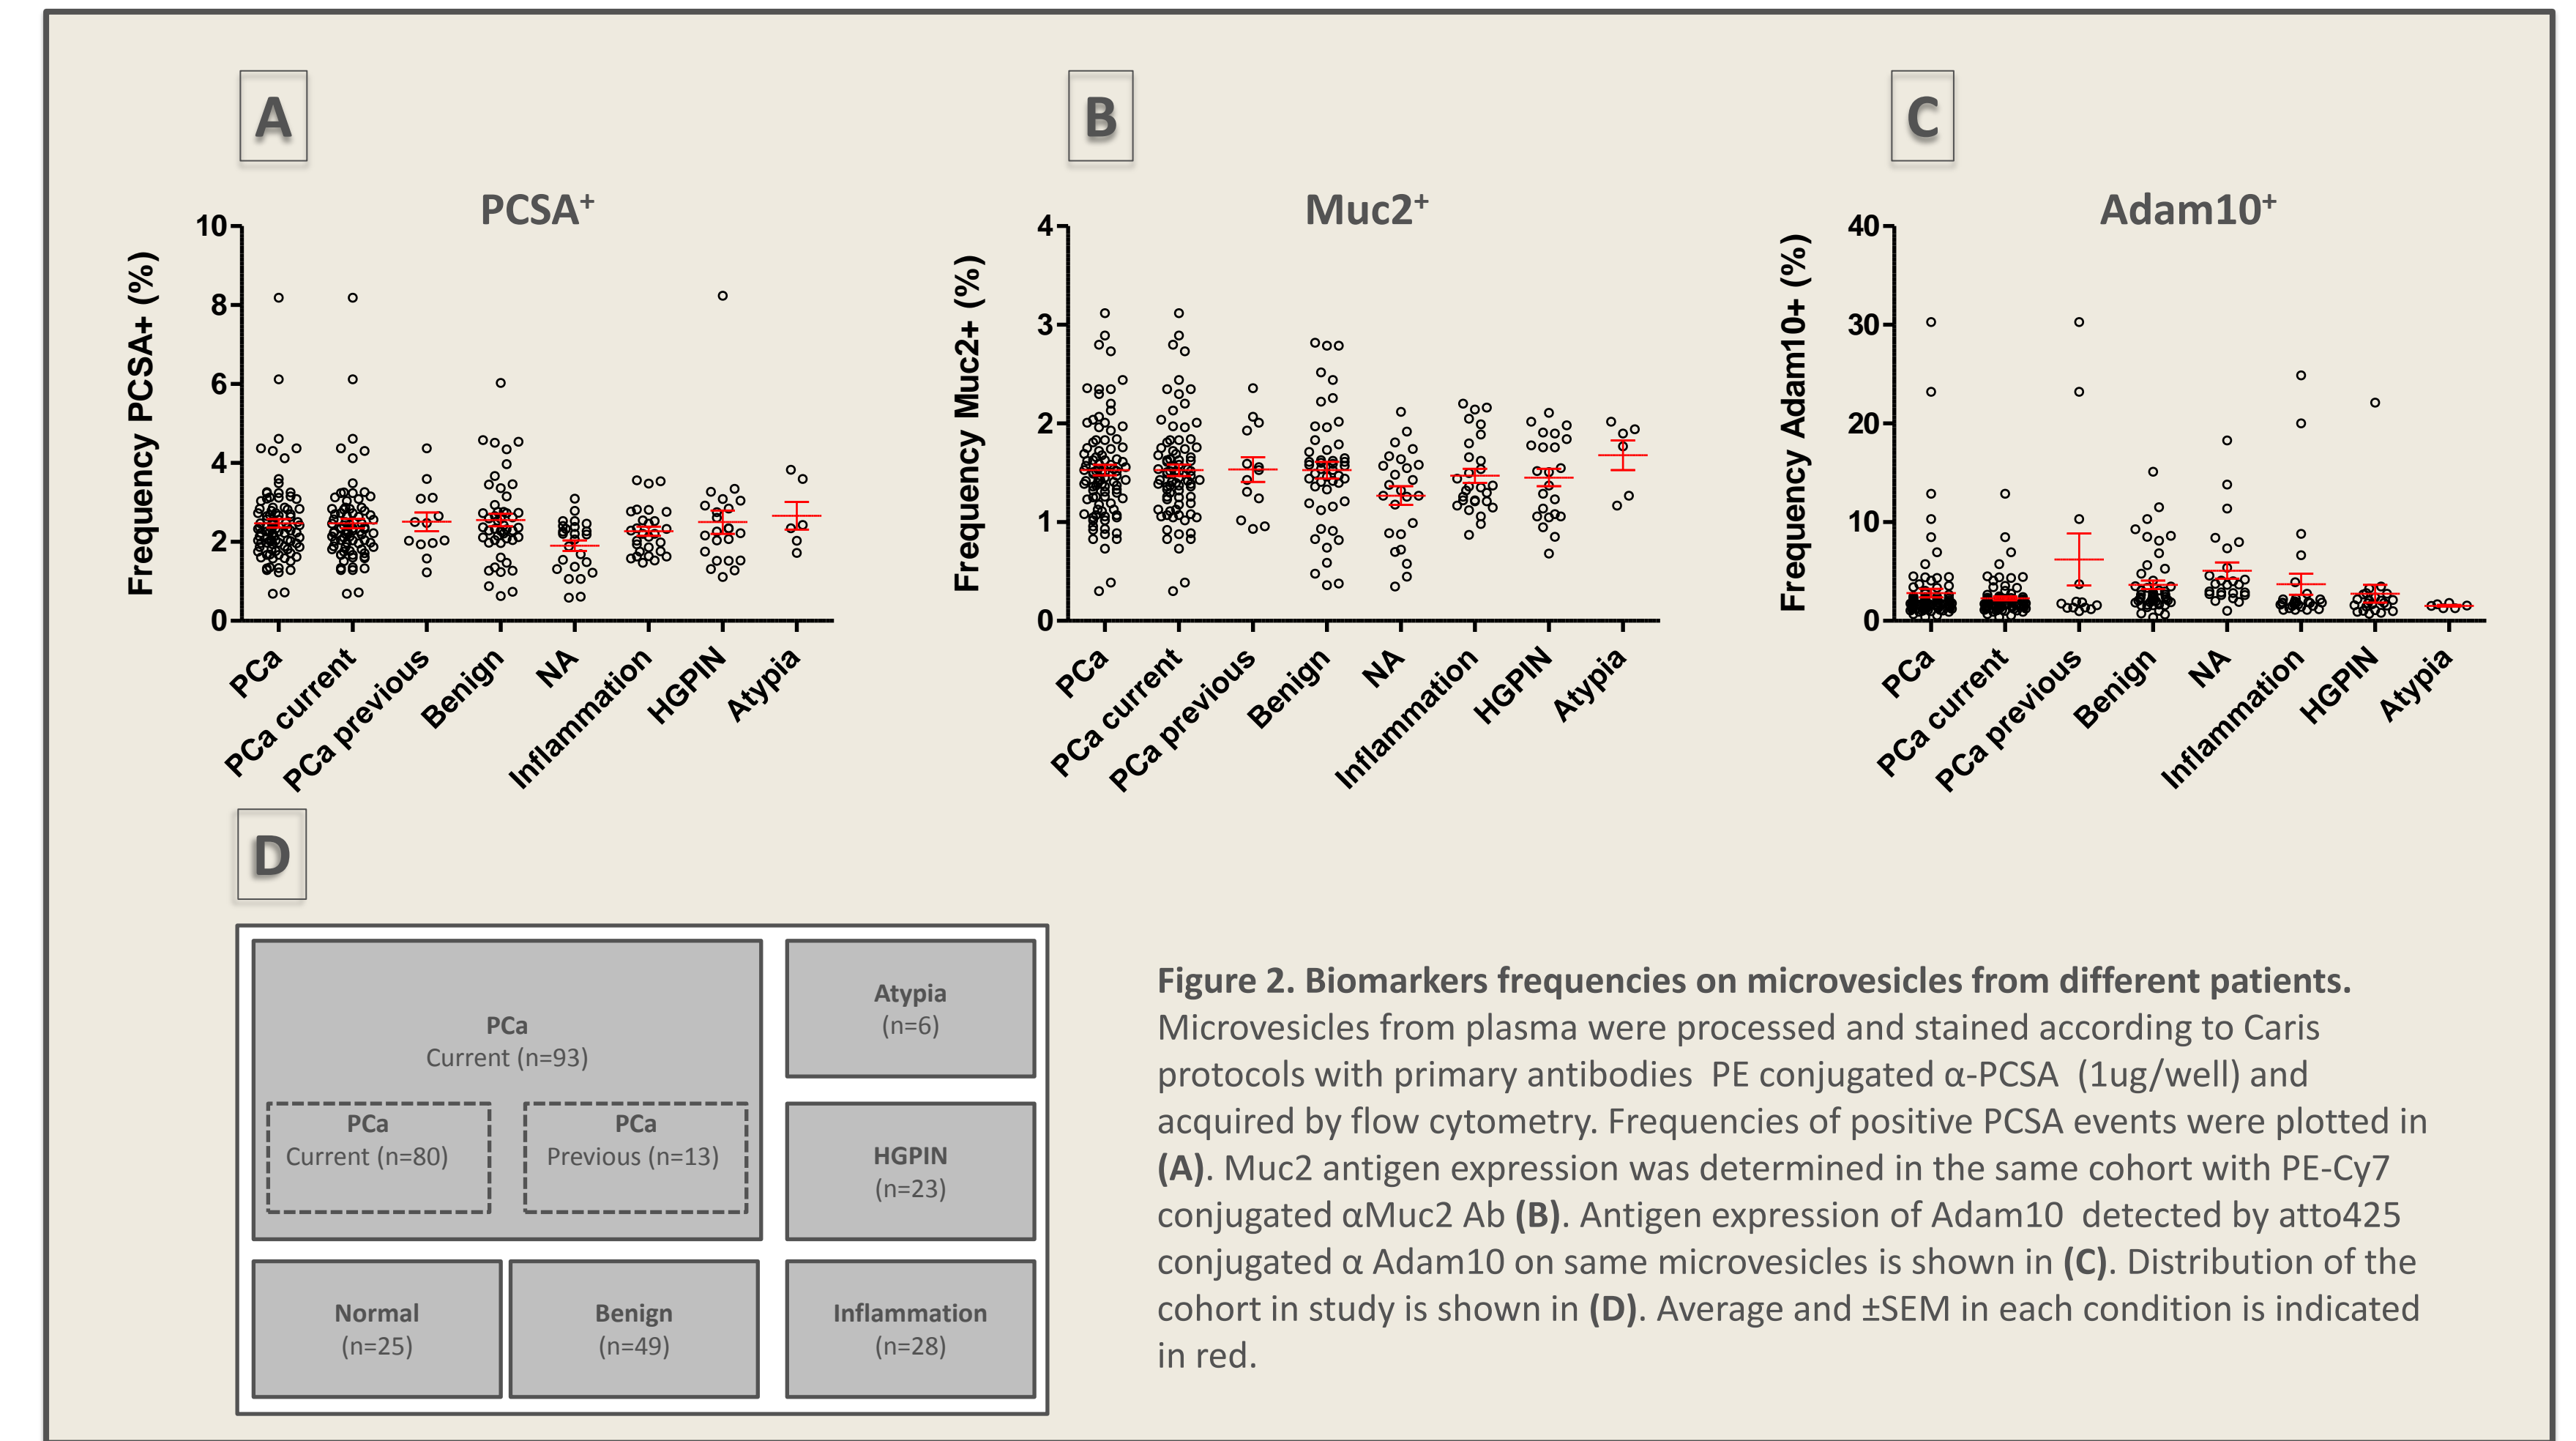 A
B
C
PCSA⁺
Muc2⁺
Adam10⁺
Frequency PCSA+ (%)
10
8
6
4
2
0
PCa
PCa current
PCa previous
Benign
NA
Inflammation
HGPIN
Atypia
Frequency Muc2+ (%)
4
3
2
1
0
PCa
PCa current
PCa previous
Benign
NA
Inflammation
HGPIN
Atypia
Frequency Adam10+ (%)
40
30
20
10
0
PCa
PCa current
PCa previous
Benign
NA
Inflammation
HGPIN
Atypia
D
PCa
Current (n=93)
PCa
Current (n=80)
PCa
Previous (n=13)
Atypia
(n=6)
HGPIN
(n=23)
Normal
(n=25)
Benign
(n=49)
Inflammation
(n=28)
Figure 2. Biomarkers frequencies on microvesicles from different patients.
Microvesicles from plasma were processed and stained according to Caris
protocols with primary antibodies  PE conjugated α-PCSA  (1ug/well) and
acquired by flow cytometry. Frequencies of positive PCSA events were plotted in
(A). Muc2 antigen expression was determined in the same cohort with PE-Cy7
conjugated αMuc2 Ab (B). Antigen expression of Adam10  detected by atto425
conjugated α Adam10 on same microvesicles is shown in (C). Distribution of the
cohort in study is shown in (D). Average and ±SEM in each condition is indicated
in red.